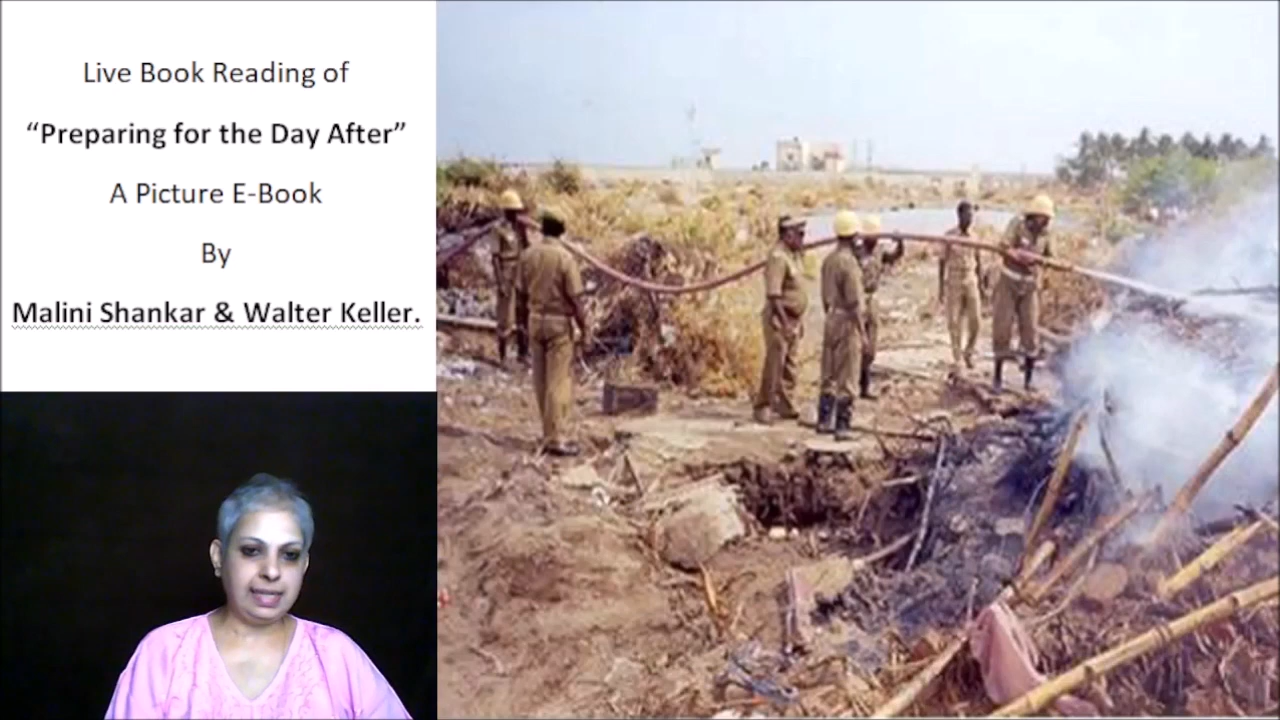 Live Book Reading of
“Preparing for the Day After”
A Picture E-Book
By
Malini Shankar & Walter Keller.